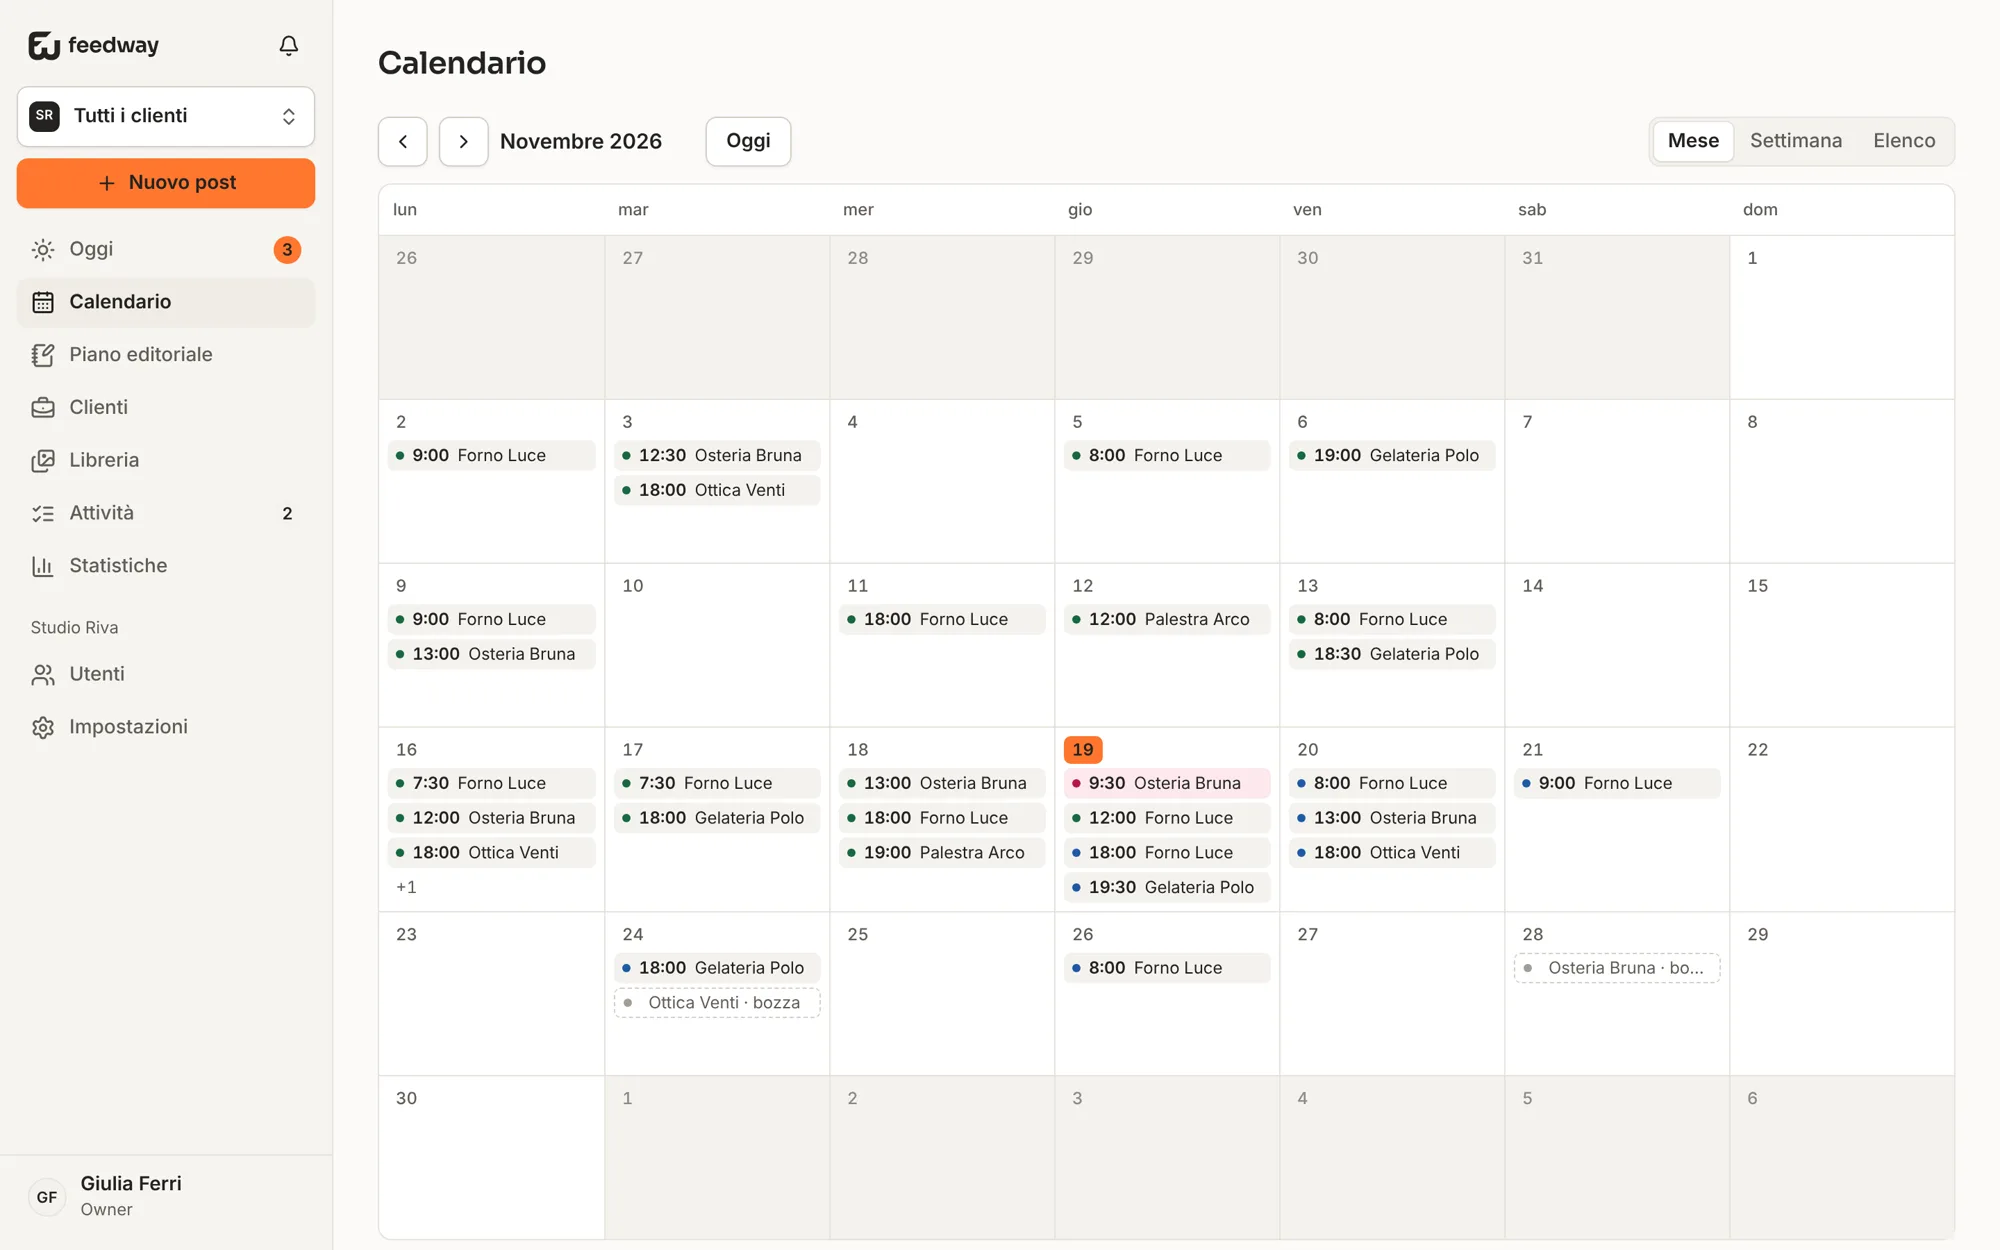 feedway
SR Tutti i clienti
+ Nuovo post
Oggi 3
Calendario
Piano editoriale
Clienti
Libreria
Attività 2
Statistiche
Studio Riva
Utenti
Impostazioni
GF Giulia Ferri
Owner
Calendario
Novembre 2026 Oggi Mese Settimana Elenco
lun mar mer gio ven sab dom
26 27 28 29 30 31 1
2 3 4 5 6 7 8
9:00 Forno Luce 12:30 Osteria Bruna 8:00 Forno Luce 19:00 Gelateria Polo
18:00 Ottica Venti
9 10 11 12 13 14 15
9:00 Forno Luce 18:00 Forno Luce 12:00 Palestra Arco 8:00 Forno Luce
13:00 Osteria Bruna 18:30 Gelateria Polo
16 17 18 19 20 21 22
7:30 Forno Luce 7:30 Forno Luce 13:00 Osteria Bruna 9:30 Osteria Bruna 8:00 Forno Luce 9:00 Forno Luce
12:00 Osteria Bruna 18:00 Gelateria Polo 18:00 Forno Luce 12:00 Forno Luce 13:00 Osteria Bruna
18:00 Ottica Venti 19:00 Palestra Arco 18:00 Forno Luce 18:00 Ottica Venti
+1 19:30 Gelateria Polo
23 24 25 26 27 28 29
18:00 Gelateria Polo 8:00 Forno Luce Osteria Bruna · bo...
Ottica Venti · bozza
30 1 2 3 4 5 6